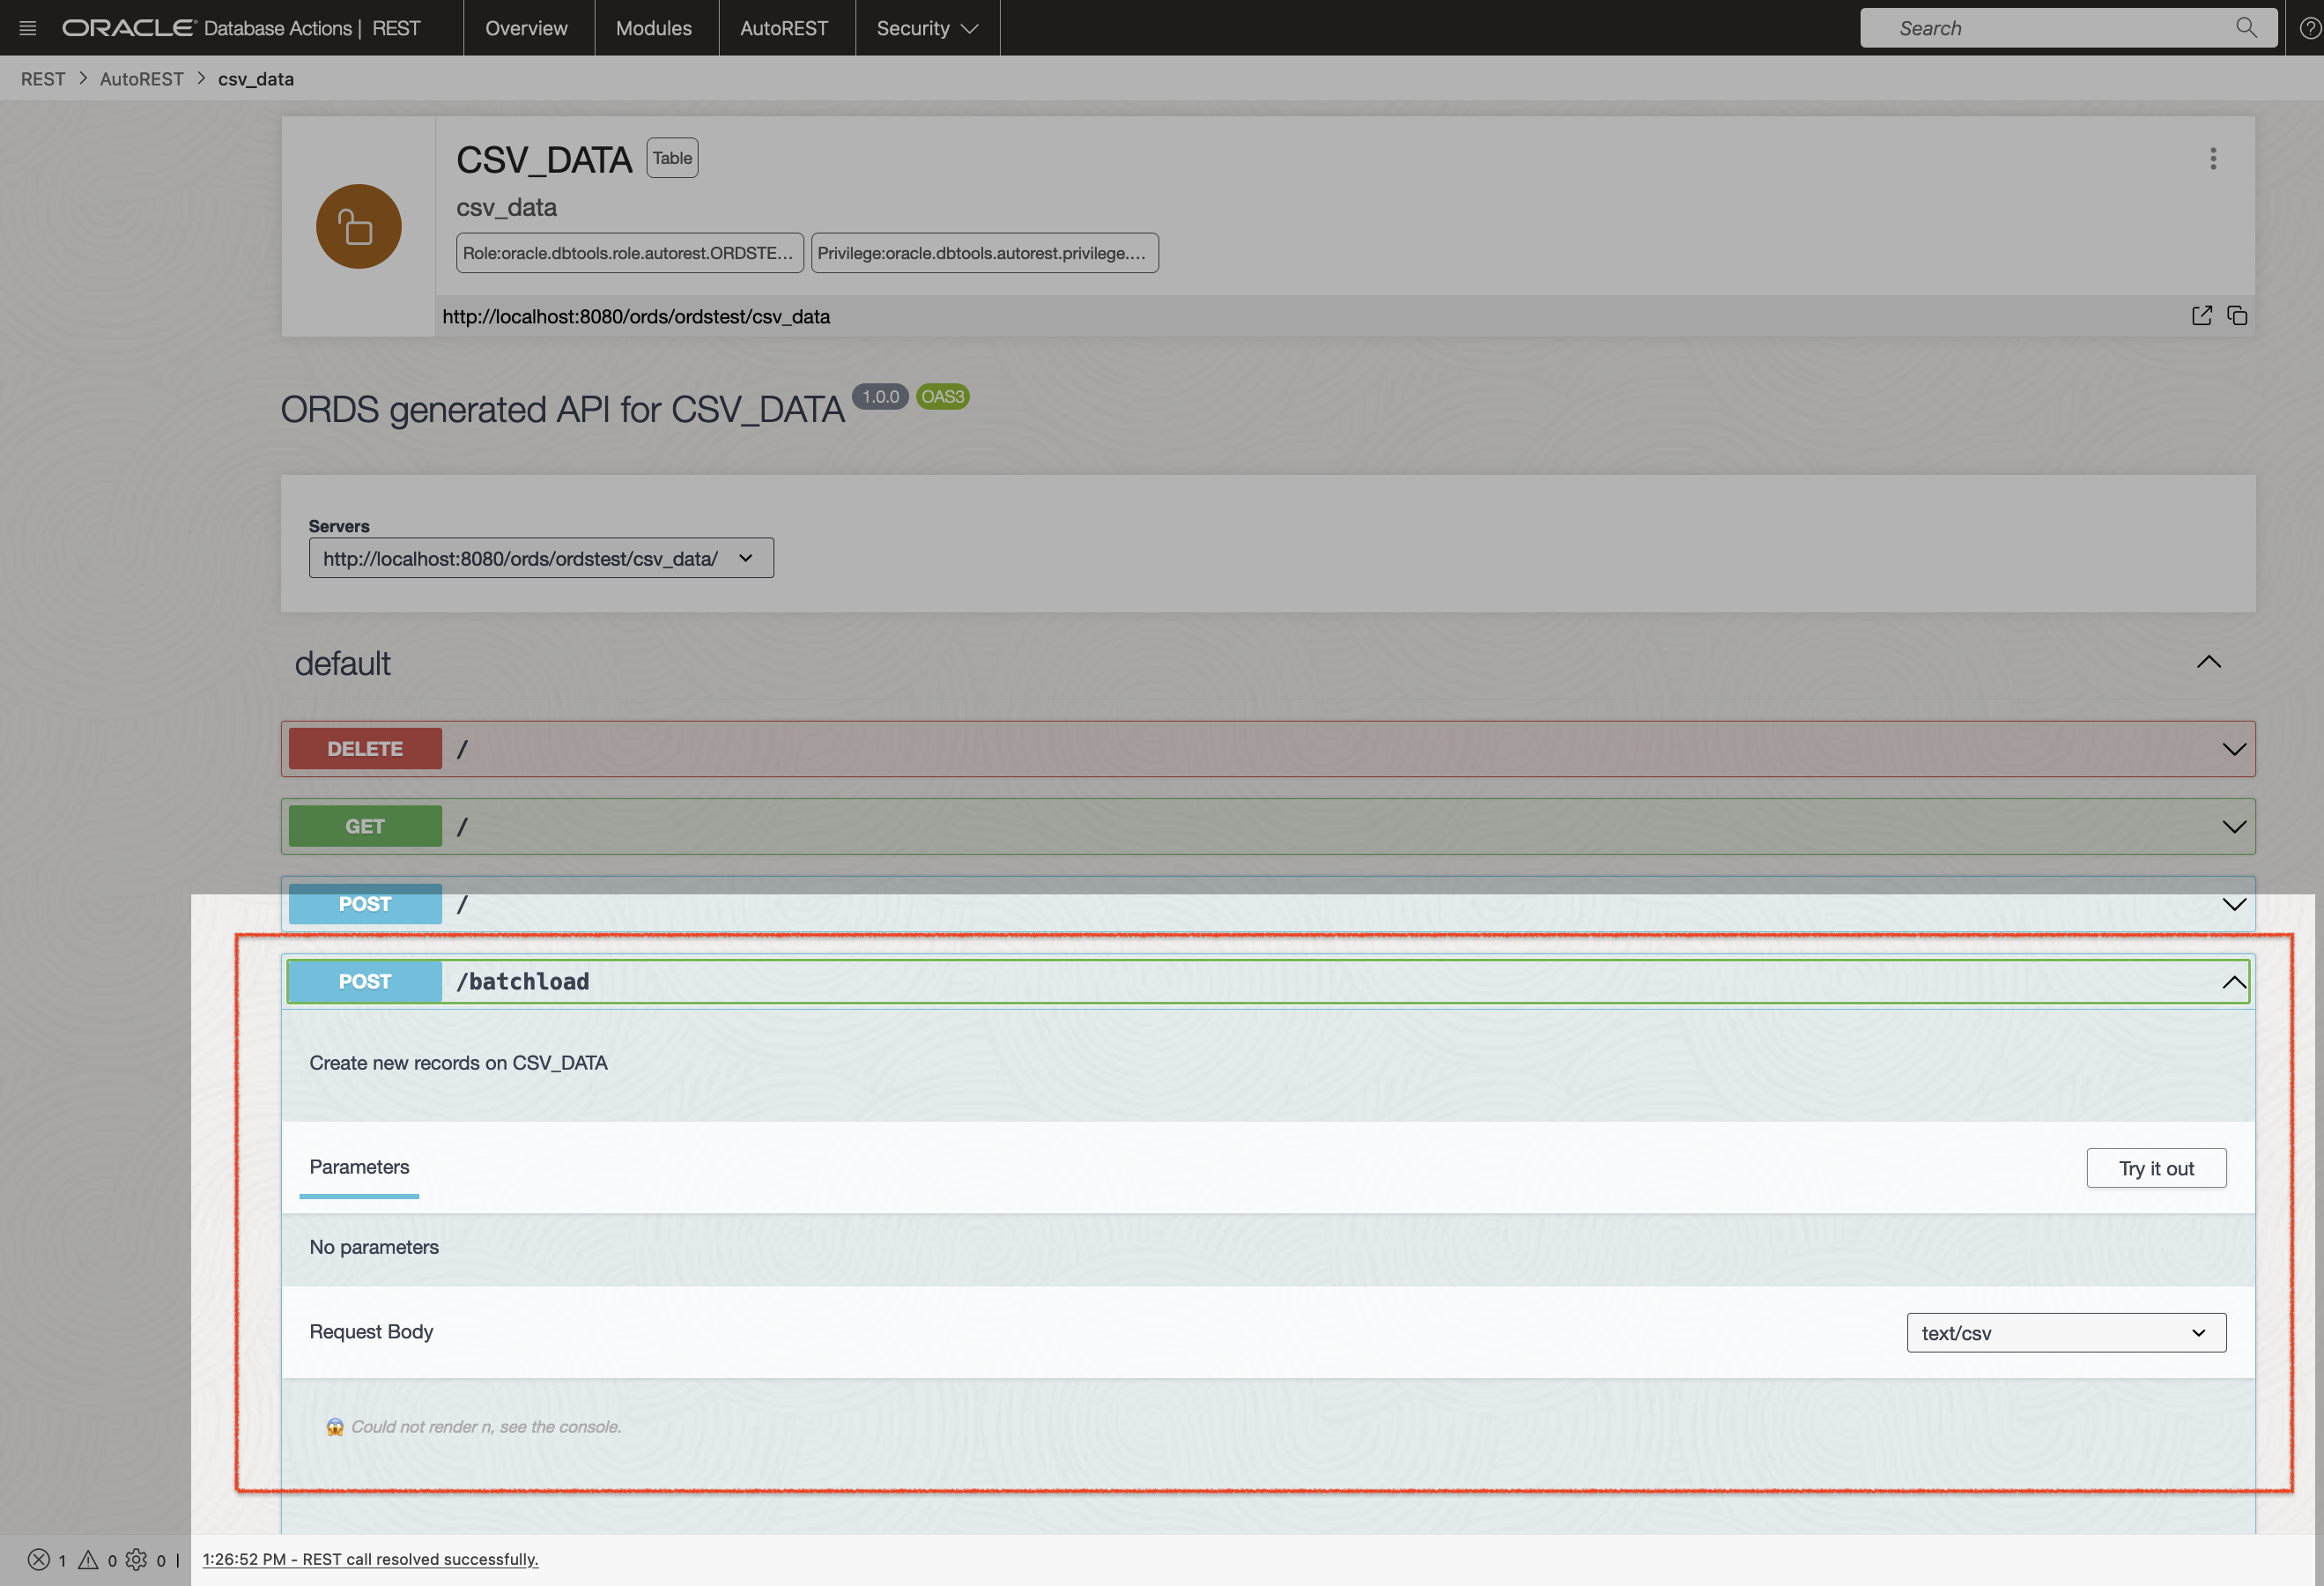 ORACLE Database Actions | REST Overview Modules AutoREST Security Search
REST > AutoREST > csv_data
CSV_DATA Table
csv_data
Role:oracle.dbtools.role.autorest.ORDSTE... Privilege:oracle.dbtools.autorest.privilege....
http://localhost:8080/ords/ordstest/csv_data
ORDS generated API for CSV_DATA 1.0.0 OAS3
Servers
http://localhost:8080/ords/ordstest/csv_data/
default
DELETE /
GET /
POST /
POST /batchload
Create new records on CSV_DATA
Parameters Try it out
No parameters
Request Body text/csv
😱 Could not render n, see the console.
1 0 0 | 1:26:52 PM - REST call resolved successfully.